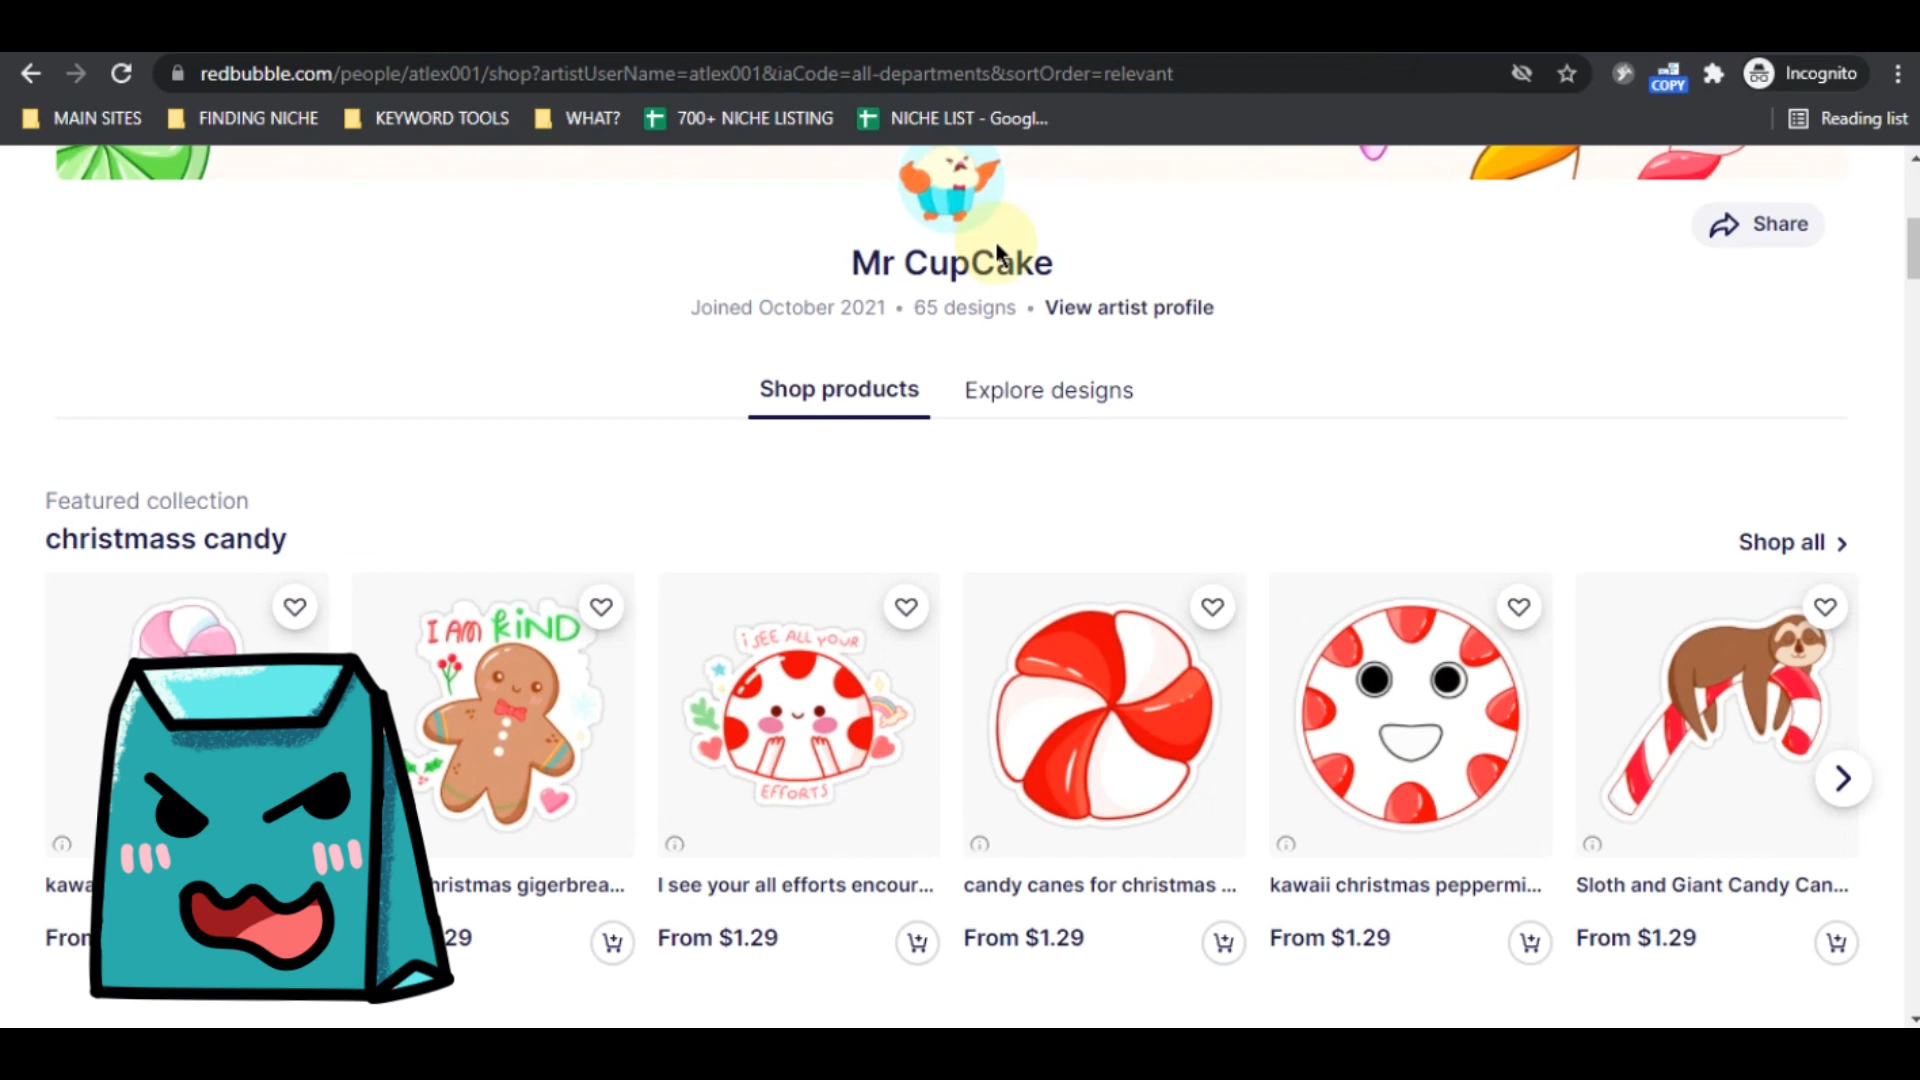 redbubble.com/people/atlex001/shop?artistUserName=atlex001&iaCode=all-departments&sortOrder=relevant
COPY
Incognito
MAIN SITES
FINDING NICHE
KEYWORD TOOLS
WHAT?
700+ NICHE LISTING
NICHE LIST - Googl...
Reading list
Share
Mr CupCake
Joined October 2021 • 65 designs • View artist profile
Shop products
Explore designs
Featured collection
christmass candy
Shop all
I AM KiND
i SEE ALL YOUR
EFFORTS
kawa
hristmas gigerbrea...
I see your all efforts encour...
candy canes for christmas ...
kawaii christmas peppermi...
Sloth and Giant Candy Can...
From
29
From $1.29
From $1.29
From $1.29
From $1.29